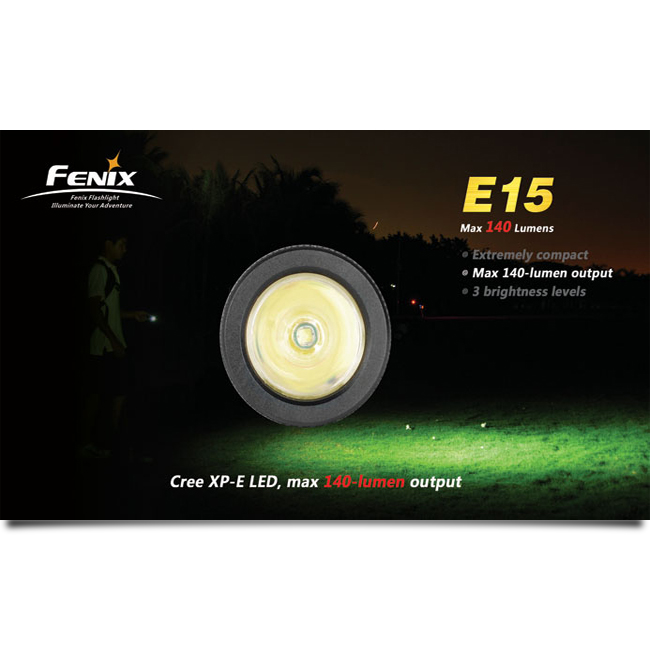 FENIX
Fenix Flashlight
Illuminate Your Adventure
E15
Max 140 Lumens
Extremely compact
Max 140-lumen output
3 brightness levels
Cree XP-E LED, max 140-lumen output